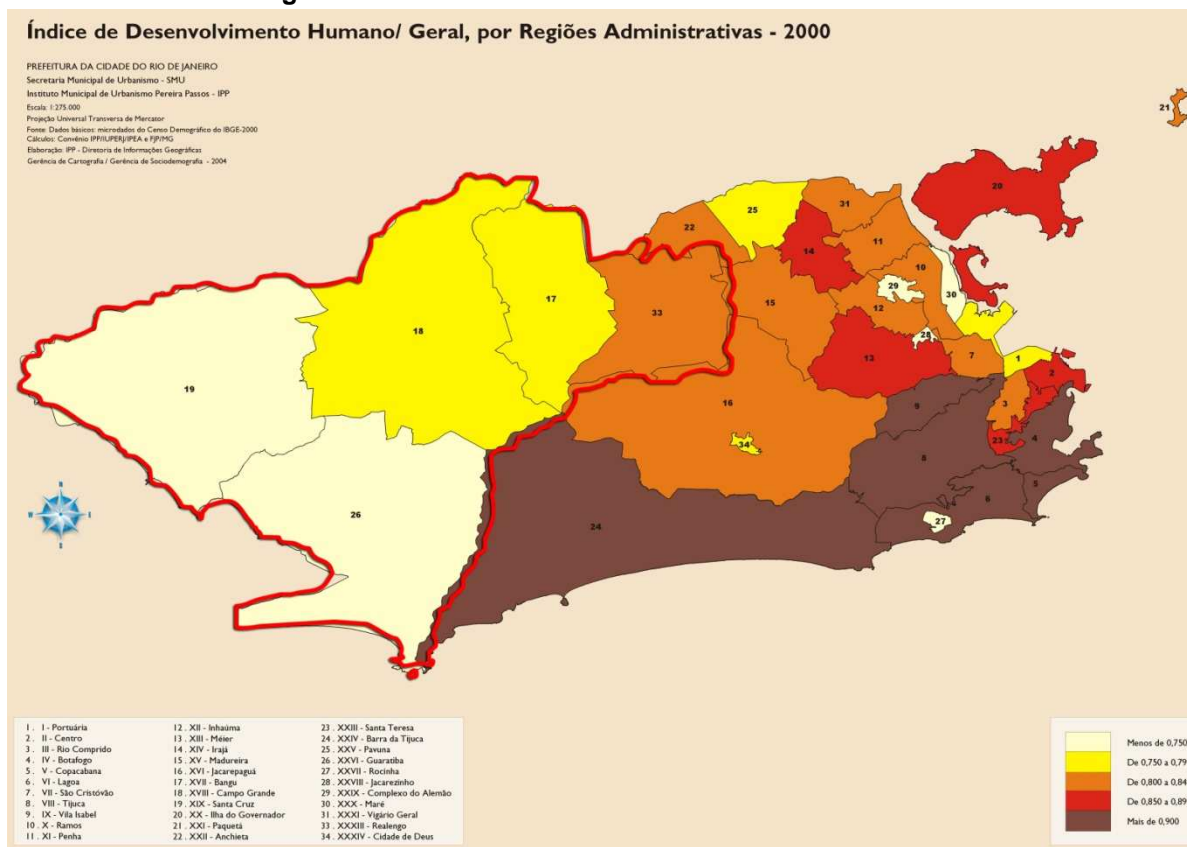 Índice de Desenvolvimento Humano/ Geral, por Regiões Administrativas - 2000
PREFEITURA DA CIDADE DO RIO DE JANEIRO
Secretaria Municipal de Urbanismo - SMU
Instituto Municipal de Urbanismo Pereira Passos - IPP
Escala: 1:275.000
Projeção Universal Transversa de Mercator
Fonte: Dados básicos: microdados do Censo Demográfico do IBGE-2000
Cálculos: Convênio IPP/IUPERJ/IPEA e FJP/MG
Elaboração: IPP - Diretoria de Informações Geográficas
Gerência de Cartografia / Gerência de Sociodemografia - 2004
21
20
31
25
22
11
14
10
29
30
17
15
12
33
18
28
13
7
1
2
19
16
9
3
34
23
4
8
5
6
26
24
27
1 . I - Portuária
2 . II - Centro
3 . III - Rio Comprido
4 . IV - Botafogo
5 . V - Copacabana
6 . VI - Lagoa
7 . VII - São Cristóvão
8 . VIII - Tijuca
9 . IX - Vila Isabel
10 . X - Ramos
11 . XI - Penha
12 . XII - Inhaúma
13 . XIII - Méier
14 . XIV - Irajá
15 . XV - Madureira
16 . XVI - Jacarepaguá
17 . XVII - Bangu
18 . XVIII - Campo Grande
19 . XIX - Santa Cruz
20 . XX - Ilha do Governador
21 . XXI - Paquetá
22 . XXII - Anchieta
23 . XXIII - Santa Teresa
24 . XXIV - Barra da Tijuca
25 . XXV - Pavuna
26 . XXVI - Guaratiba
27 . XXVII - Rocinha
28 . XXVIII - Jacarezinho
29 . XXIX - Complexo do Alemão
30 . XXX - Maré
31 . XXXI - Vigário Geral
33 . XXXIII - Realengo
34 . XXXIV - Cidade de Deus
Menos de 0,750
De 0,750 a 0,79
De 0,800 a 0,84
De 0,850 a 0,89
Mais de 0,900